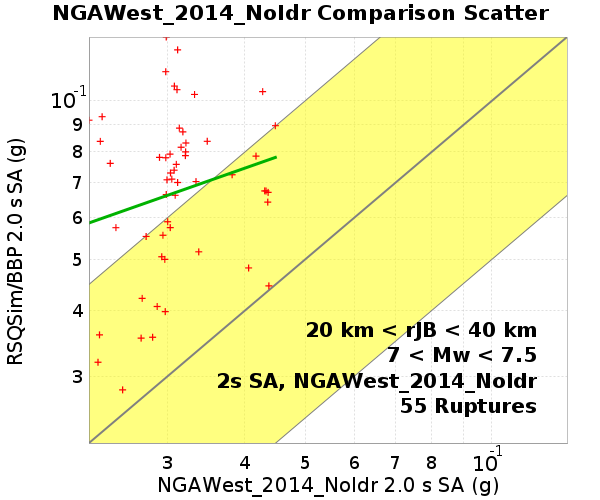 NGAWest_2014_NoIdr Comparison Scatter
RSQSim/BBP 2.0 s SA (g)
10⁻¹
9
8
7
6
5
4
3
20 km < rJB < 40 km
7 < Mw < 7.5
2s SA, NGAWest_2014_NoIdr
55 Ruptures
3 4 5 6 7 8 10⁻¹
NGAWest_2014_NoIdr 2.0 s SA (g)